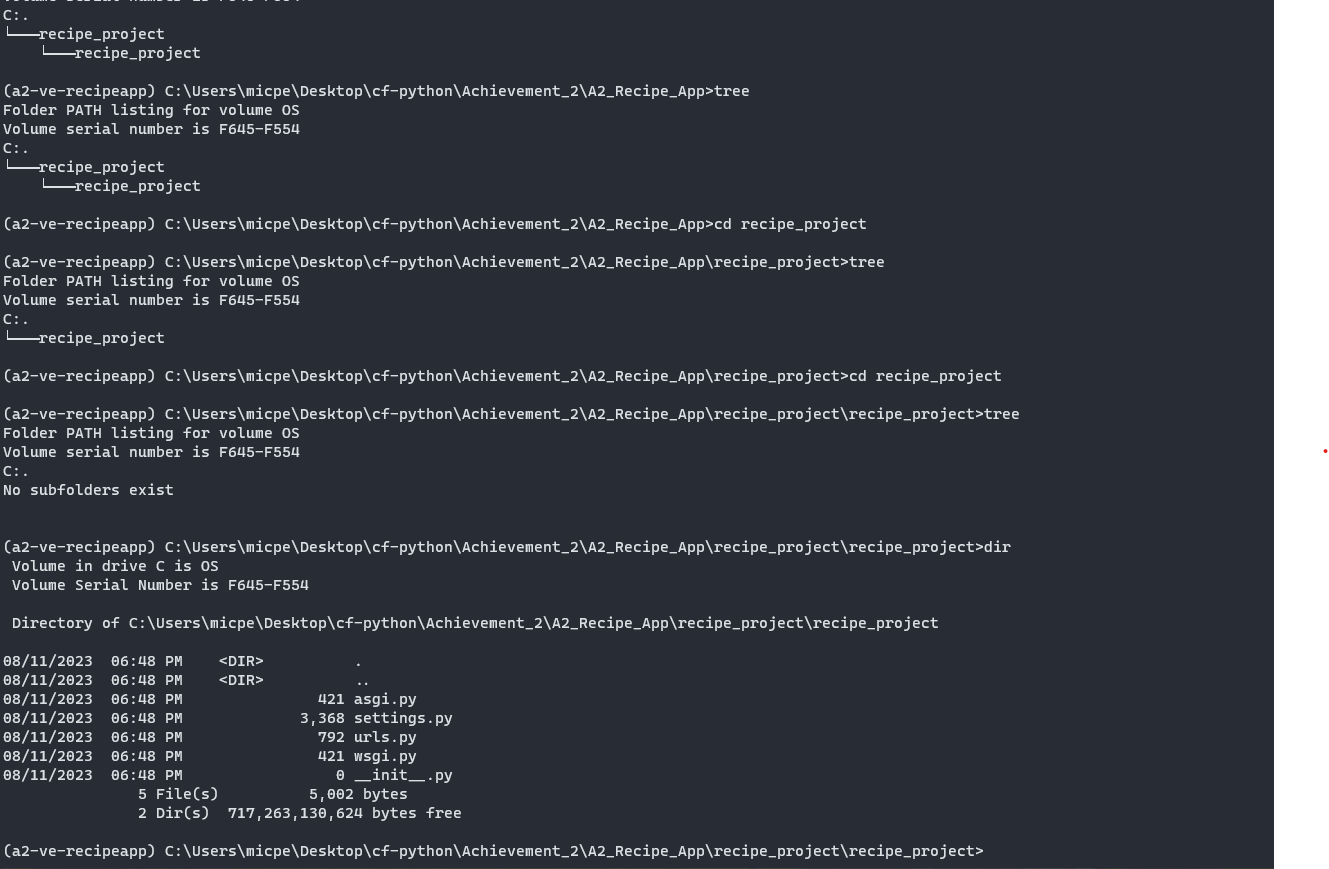 C:.
└───recipe_project
    └───recipe_project
(a2-ve-recipeapp) C:\Users\micpe\Desktop\cf-python\Achievement_2\A2_Recipe_App>tree
Folder PATH listing for volume OS
Volume serial number is F645-F554
C:.
└───recipe_project
    └───recipe_project
(a2-ve-recipeapp) C:\Users\micpe\Desktop\cf-python\Achievement_2\A2_Recipe_App>cd recipe_project
(a2-ve-recipeapp) C:\Users\micpe\Desktop\cf-python\Achievement_2\A2_Recipe_App\recipe_project>tree
Folder PATH listing for volume OS
Volume serial number is F645-F554
C:.
└───recipe_project
(a2-ve-recipeapp) C:\Users\micpe\Desktop\cf-python\Achievement_2\A2_Recipe_App\recipe_project>cd recipe_project
(a2-ve-recipeapp) C:\Users\micpe\Desktop\cf-python\Achievement_2\A2_Recipe_App\recipe_project\recipe_project>tree
Folder PATH listing for volume OS
Volume serial number is F645-F554
C:.
No subfolders exist
(a2-ve-recipeapp) C:\Users\micpe\Desktop\cf-python\Achievement_2\A2_Recipe_App\recipe_project\recipe_project>dir
 Volume in drive C is OS
 Volume Serial Number is F645-F554
 Directory of C:\Users\micpe\Desktop\cf-python\Achievement_2\A2_Recipe_App\recipe_project\recipe_project
08/11/2023  06:48 PM    <DIR>          .
08/11/2023  06:48 PM    <DIR>          ..
08/11/2023  06:48 PM               421 asgi.py
08/11/2023  06:48 PM             3,368 settings.py
08/11/2023  06:48 PM               792 urls.py
08/11/2023  06:48 PM               421 wsgi.py
08/11/2023  06:48 PM                 0 __init__.py
               5 File(s)          5,002 bytes
               2 Dir(s)  717,263,130,624 bytes free
(a2-ve-recipeapp) C:\Users\micpe\Desktop\cf-python\Achievement_2\A2_Recipe_App\recipe_project\recipe_project>